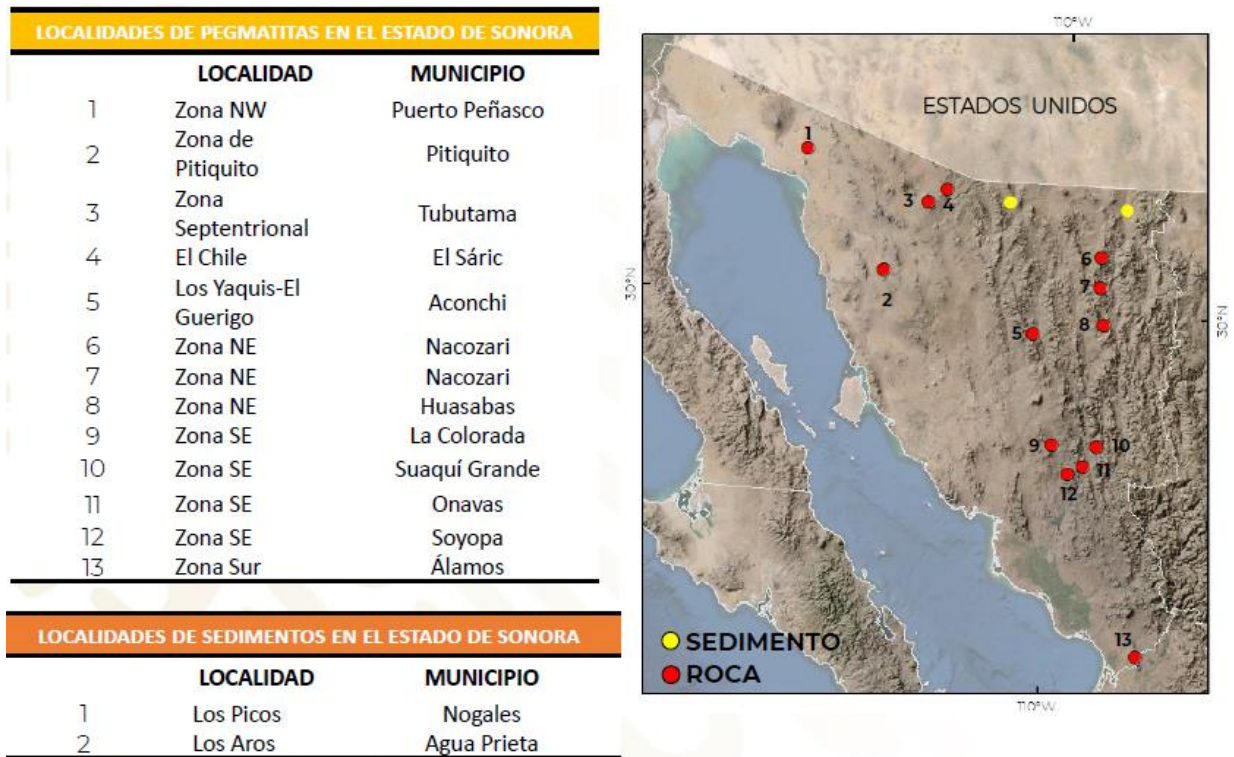 LOCALIDADES DE PEGMATITAS EN EL ESTADO DE SONORA
LOCALIDAD MUNICIPIO
1 Zona NW Puerto Peñasco
2 Zona de Pitiquito Pitiquito
3 Zona Septentrional Tubutama
4 El Chile El Sáric
5 Los Yaquis-El Guerigo Aconchi
6 Zona NE Nacozari
7 Zona NE Nacozari
8 Zona NE Huasabas
9 Zona SE La Colorada
10 Zona SE Suaquí Grande
11 Zona SE Onavas
12 Zona SE Soyopa
13 Zona Sur Álamos
LOCALIDADES DE SEDIMENTOS EN EL ESTADO DE SONORA
LOCALIDAD MUNICIPIO
1 Los Picos Nogales
2 Los Aros Agua Prieta
110°W
ESTADOS UNIDOS
1
3 4
6
2
7
30°N
8
30°N
5
9 10
11
12
13
SEDIMENTO
ROCA
110°W